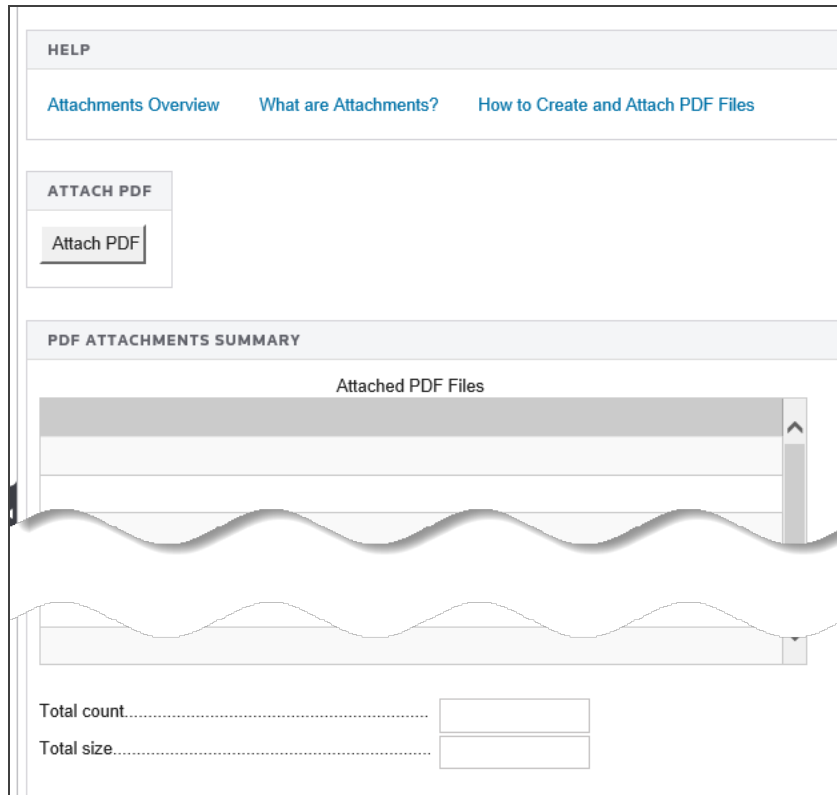 HELP
Attachments Overview What are Attachments? How to Create and Attach PDF Files
ATTACH PDF
Attach PDF
PDF ATTACHMENTS SUMMARY
Attached PDF Files
Total count..........................................................................
Total size.............................................................................